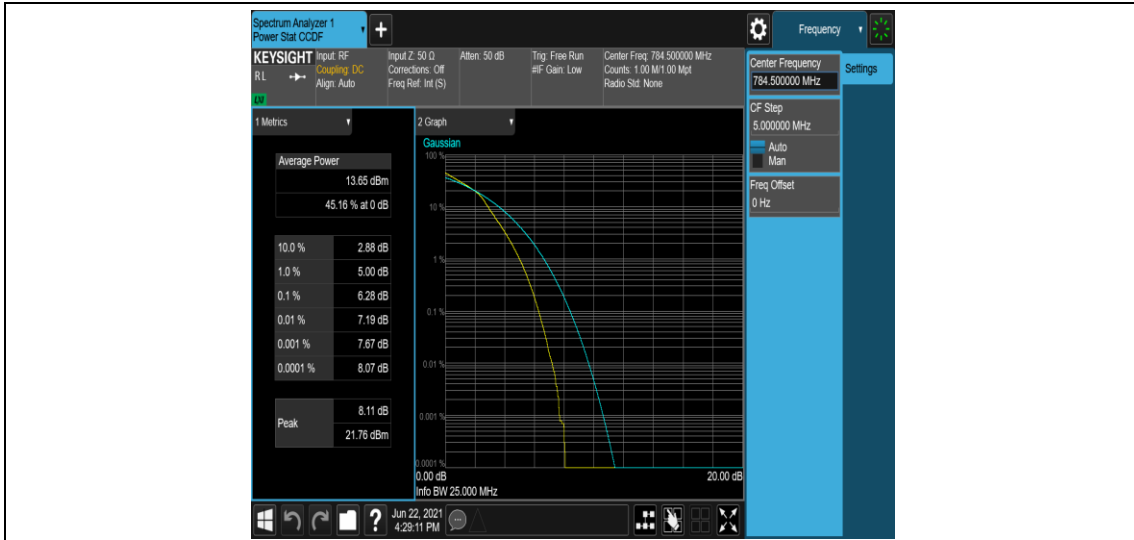 Spectrum Analyzer 1
Power Stat CCDF
+
Frequency
KEYSIGHT
RL
LXI
Input: RF
Coupling: DC
Align: Auto
Input Z: 50 Ω
Corrections: Off
Freq Ref: Int (S)
Atten: 50 dB
Trig: Free Run
#IF Gain: Low
Center Freq: 784.500000 MHz
Counts: 1.00 M/1.00 Mpt
Radio Std: None
Center Frequency
784.500000 MHz
Settings
CF Step
5.000000 MHz
Auto
Man
Freq Offset
0 Hz
1 Metrics
Average Power
13.65 dBm
45.16 % at 0 dB
10.0 % 2.88 dB
1.0 % 5.00 dB
0.1 % 6.28 dB
0.01 % 7.19 dB
0.001 % 7.67 dB
0.0001 % 8.07 dB
Peak
8.11 dB
21.76 dBm
2 Graph
Gaussian
100 %
10 %
1 %
0.1 %
0.01 %
0.001 %
0.0001 %
0.00 dB 20.00 dB
Info BW 25.000 MHz
?
Jun 22, 2021
4:29:11 PM